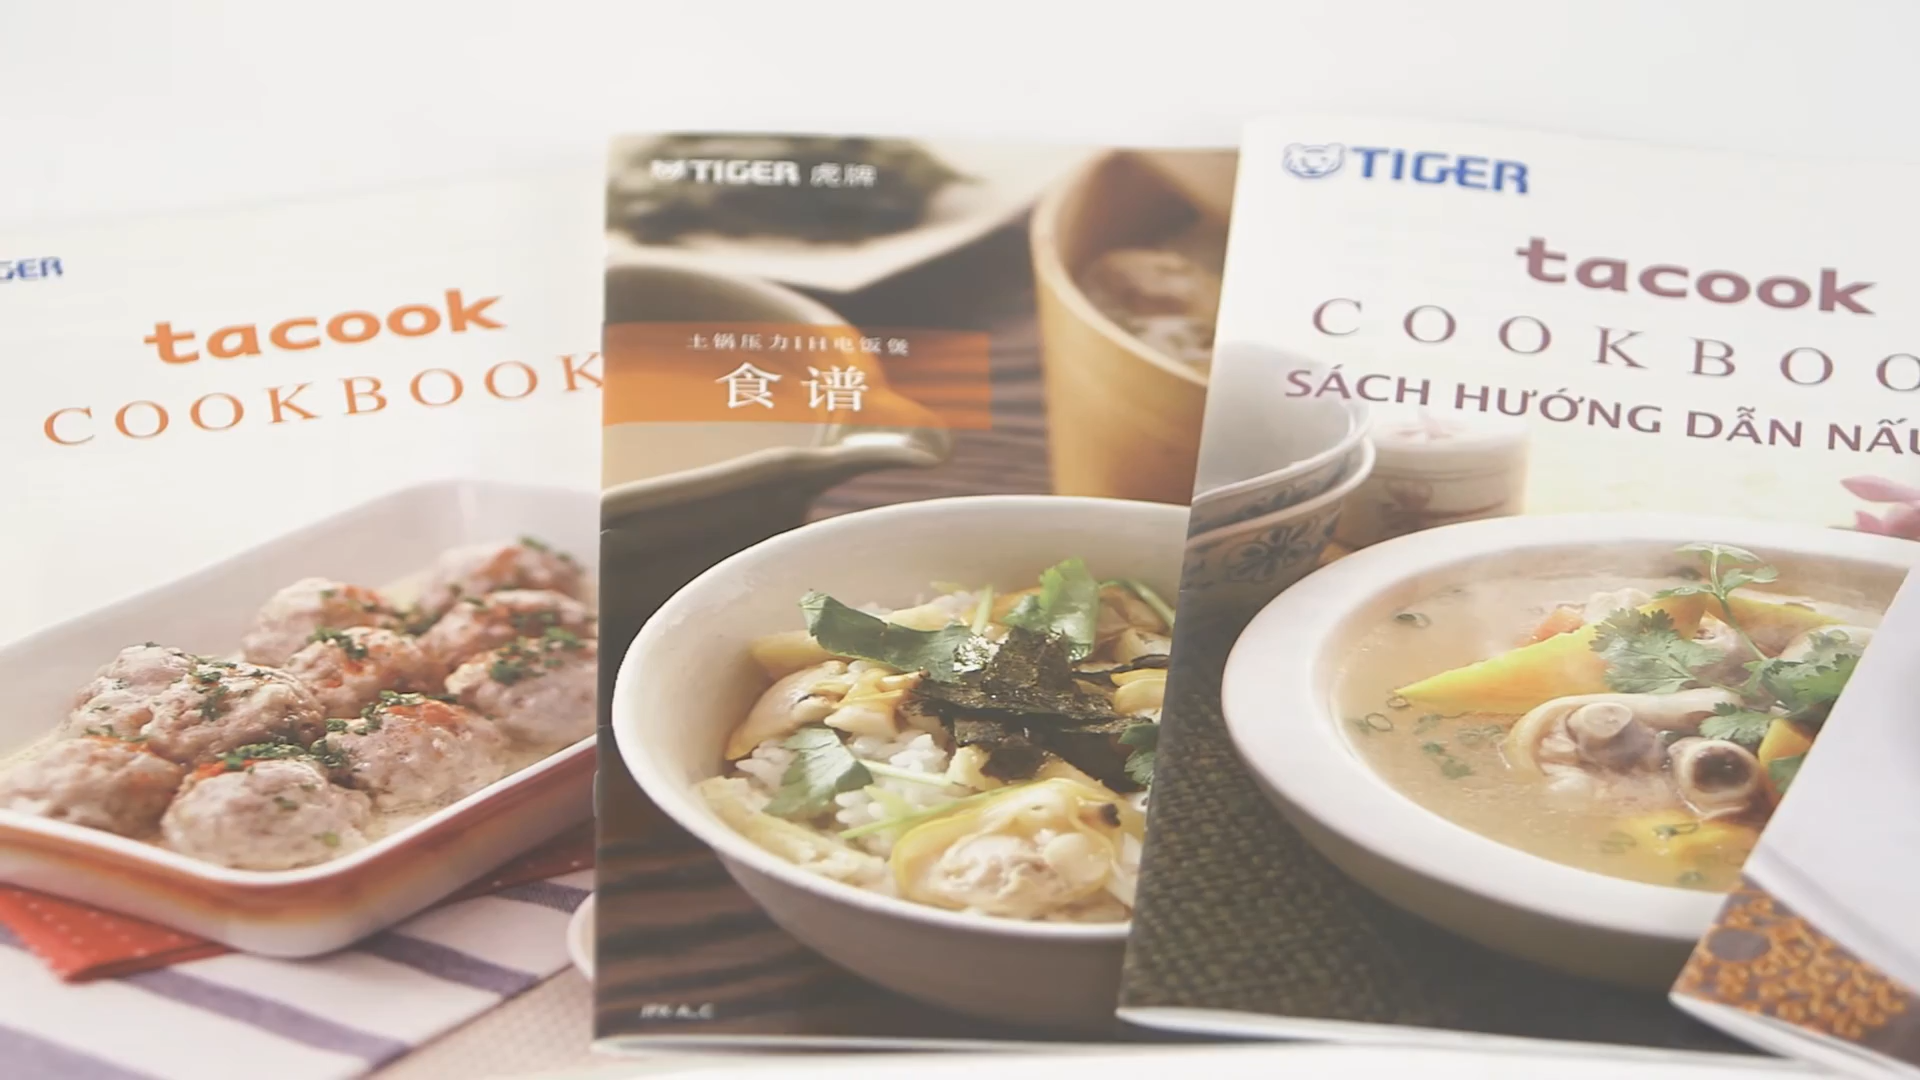 GER
tacook
COOKBOOK
TIGER 虎牌
土锅压力IH电饭煲
食谱
TIGER
tacook
COOKBOO
SÁCH HƯỚNG DẪN NẤU